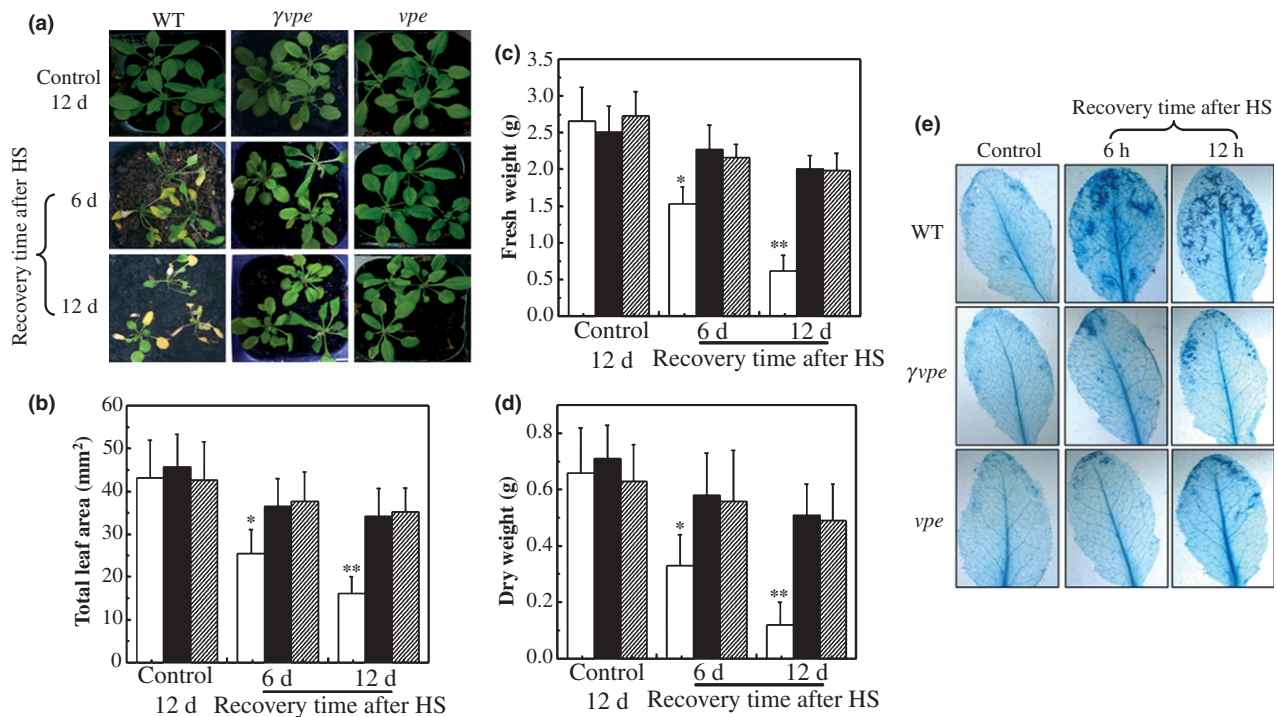 (a)
WT γvpe vpe
Control
12 d
Recovery time after HS
6 d
12 d
(b)
Total leaf area (mm²)
60
50
40
30
20
10
0
*
**
Control
12 d
6 d 12 d
Recovery time after HS
(c)
Fresh weight (g)
3.5
3.0
2.5
2.0
1.5
1.0
0.5
0.0
*
**
Control
12 d
6 d 12 d
Recovery time after HS
(d)
Dry weight (g)
0.8
0.6
0.4
0.2
0.0
*
**
Control
12 d
6 d 12 d
Recovery time after HS
(e)
Recovery time after HS
Control 6 h 12 h
WT
γvpe
vpe